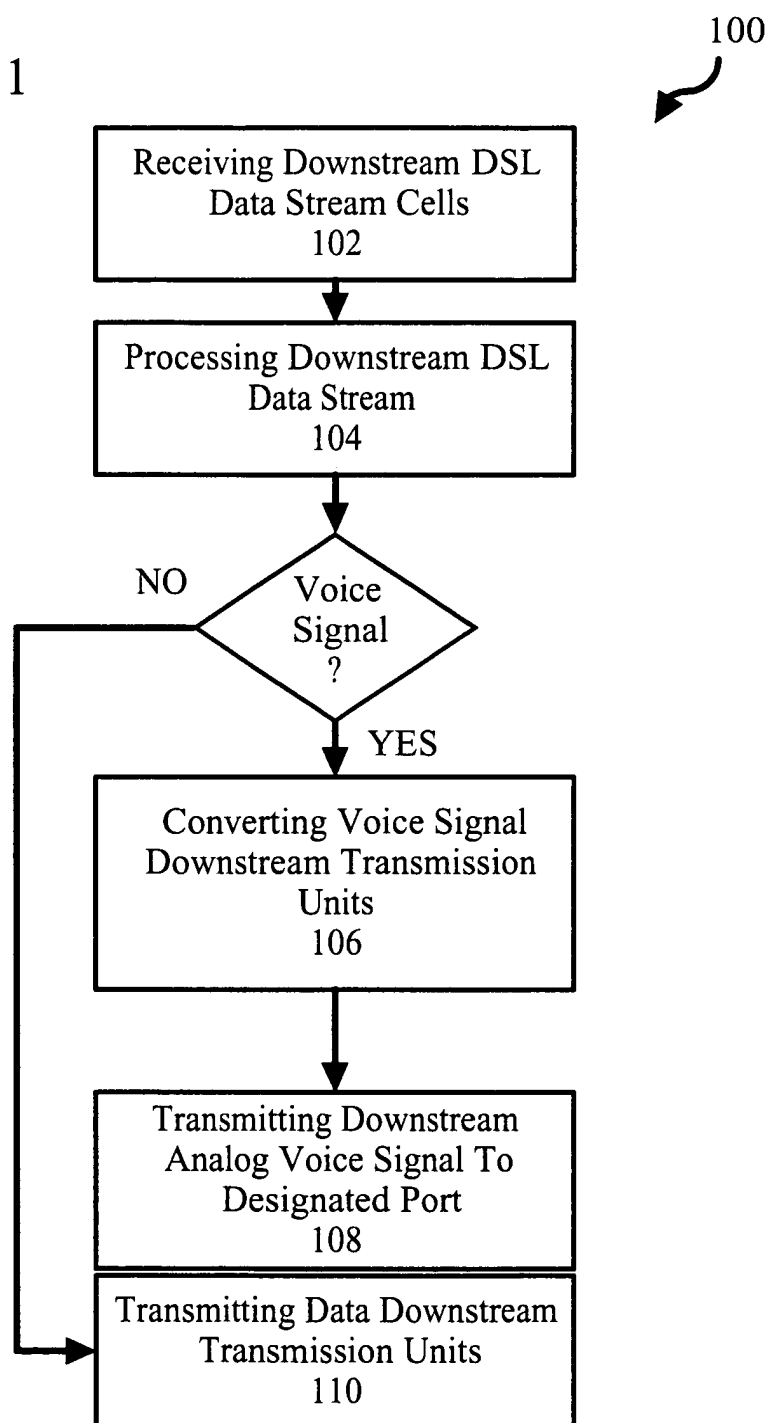 100
1
Receiving Downstream DSL
Data Stream Cells
102
Processing Downstream DSL
Data Stream
104
NO
Voice
Signal
?
YES
Converting Voice Signal
Downstream Transmission
Units
106
Transmitting Downstream
Analog Voice Signal To
Designated Port
108
Transmitting Data Downstream
Transmission Units
110